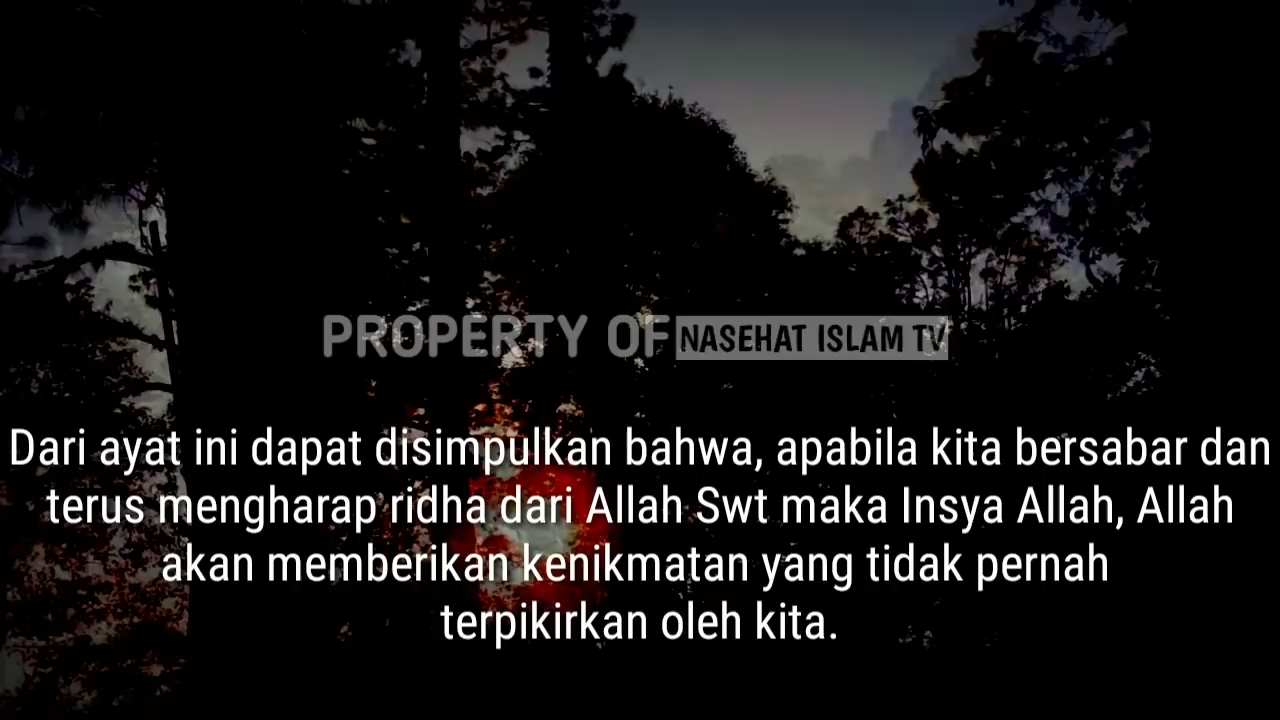 PROPERTY OF NASEHAT ISLAM TV
Dari ayat ini dapat disimpulkan bahwa, apabila kita bersabar dan
terus mengharap ridha dari Allah Swt maka Insya Allah, Allah
akan memberikan kenikmatan yang tidak pernah
terpikirkan oleh kita.